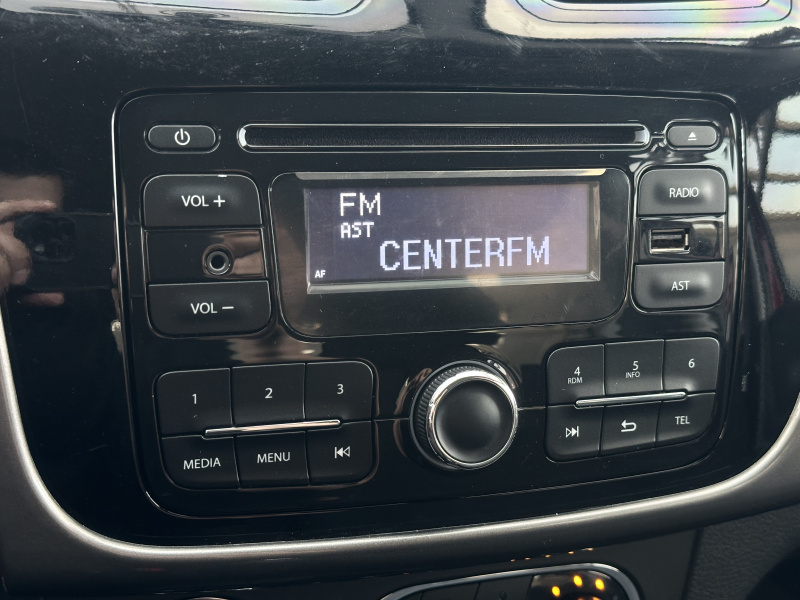 VOL +
RADIO
FM
AST
CENTERFM
AF
VOL −
AST
1
2
3
4
RDM
5
INFO
6
MEDIA
MENU
TEL